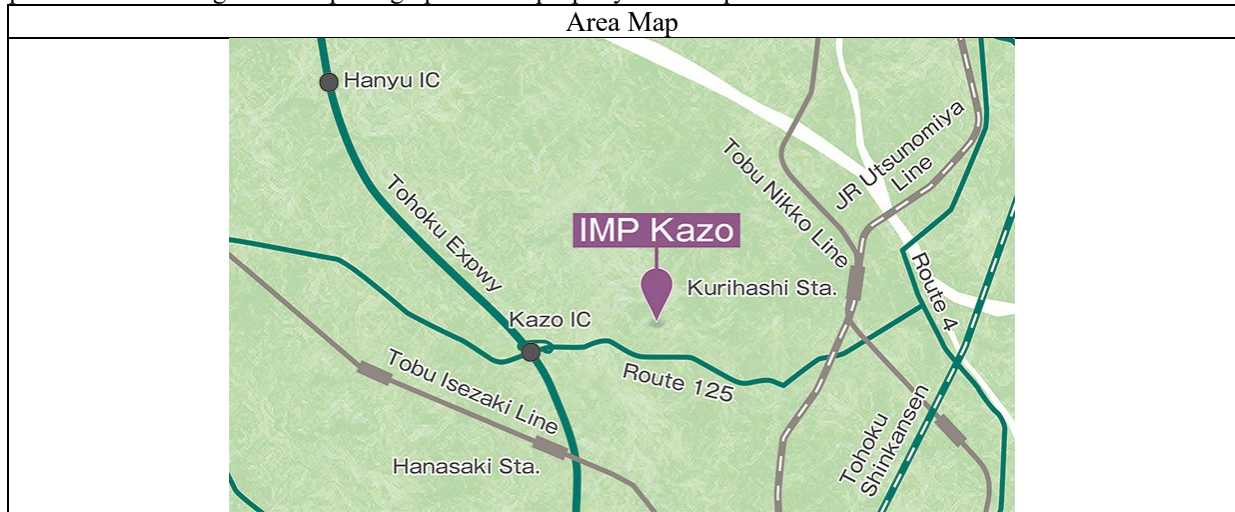 Area Map
Hanyu IC
Tohoku Expwy
Tobu Nikko Line
JR Utsunomiya
Line
IMP Kazo
Kurihashi Sta.
Route 4
Kazo IC
Route 125
Tobu Isezaki Line
Hanasaki Sta.
Tohoku
Shinkansen